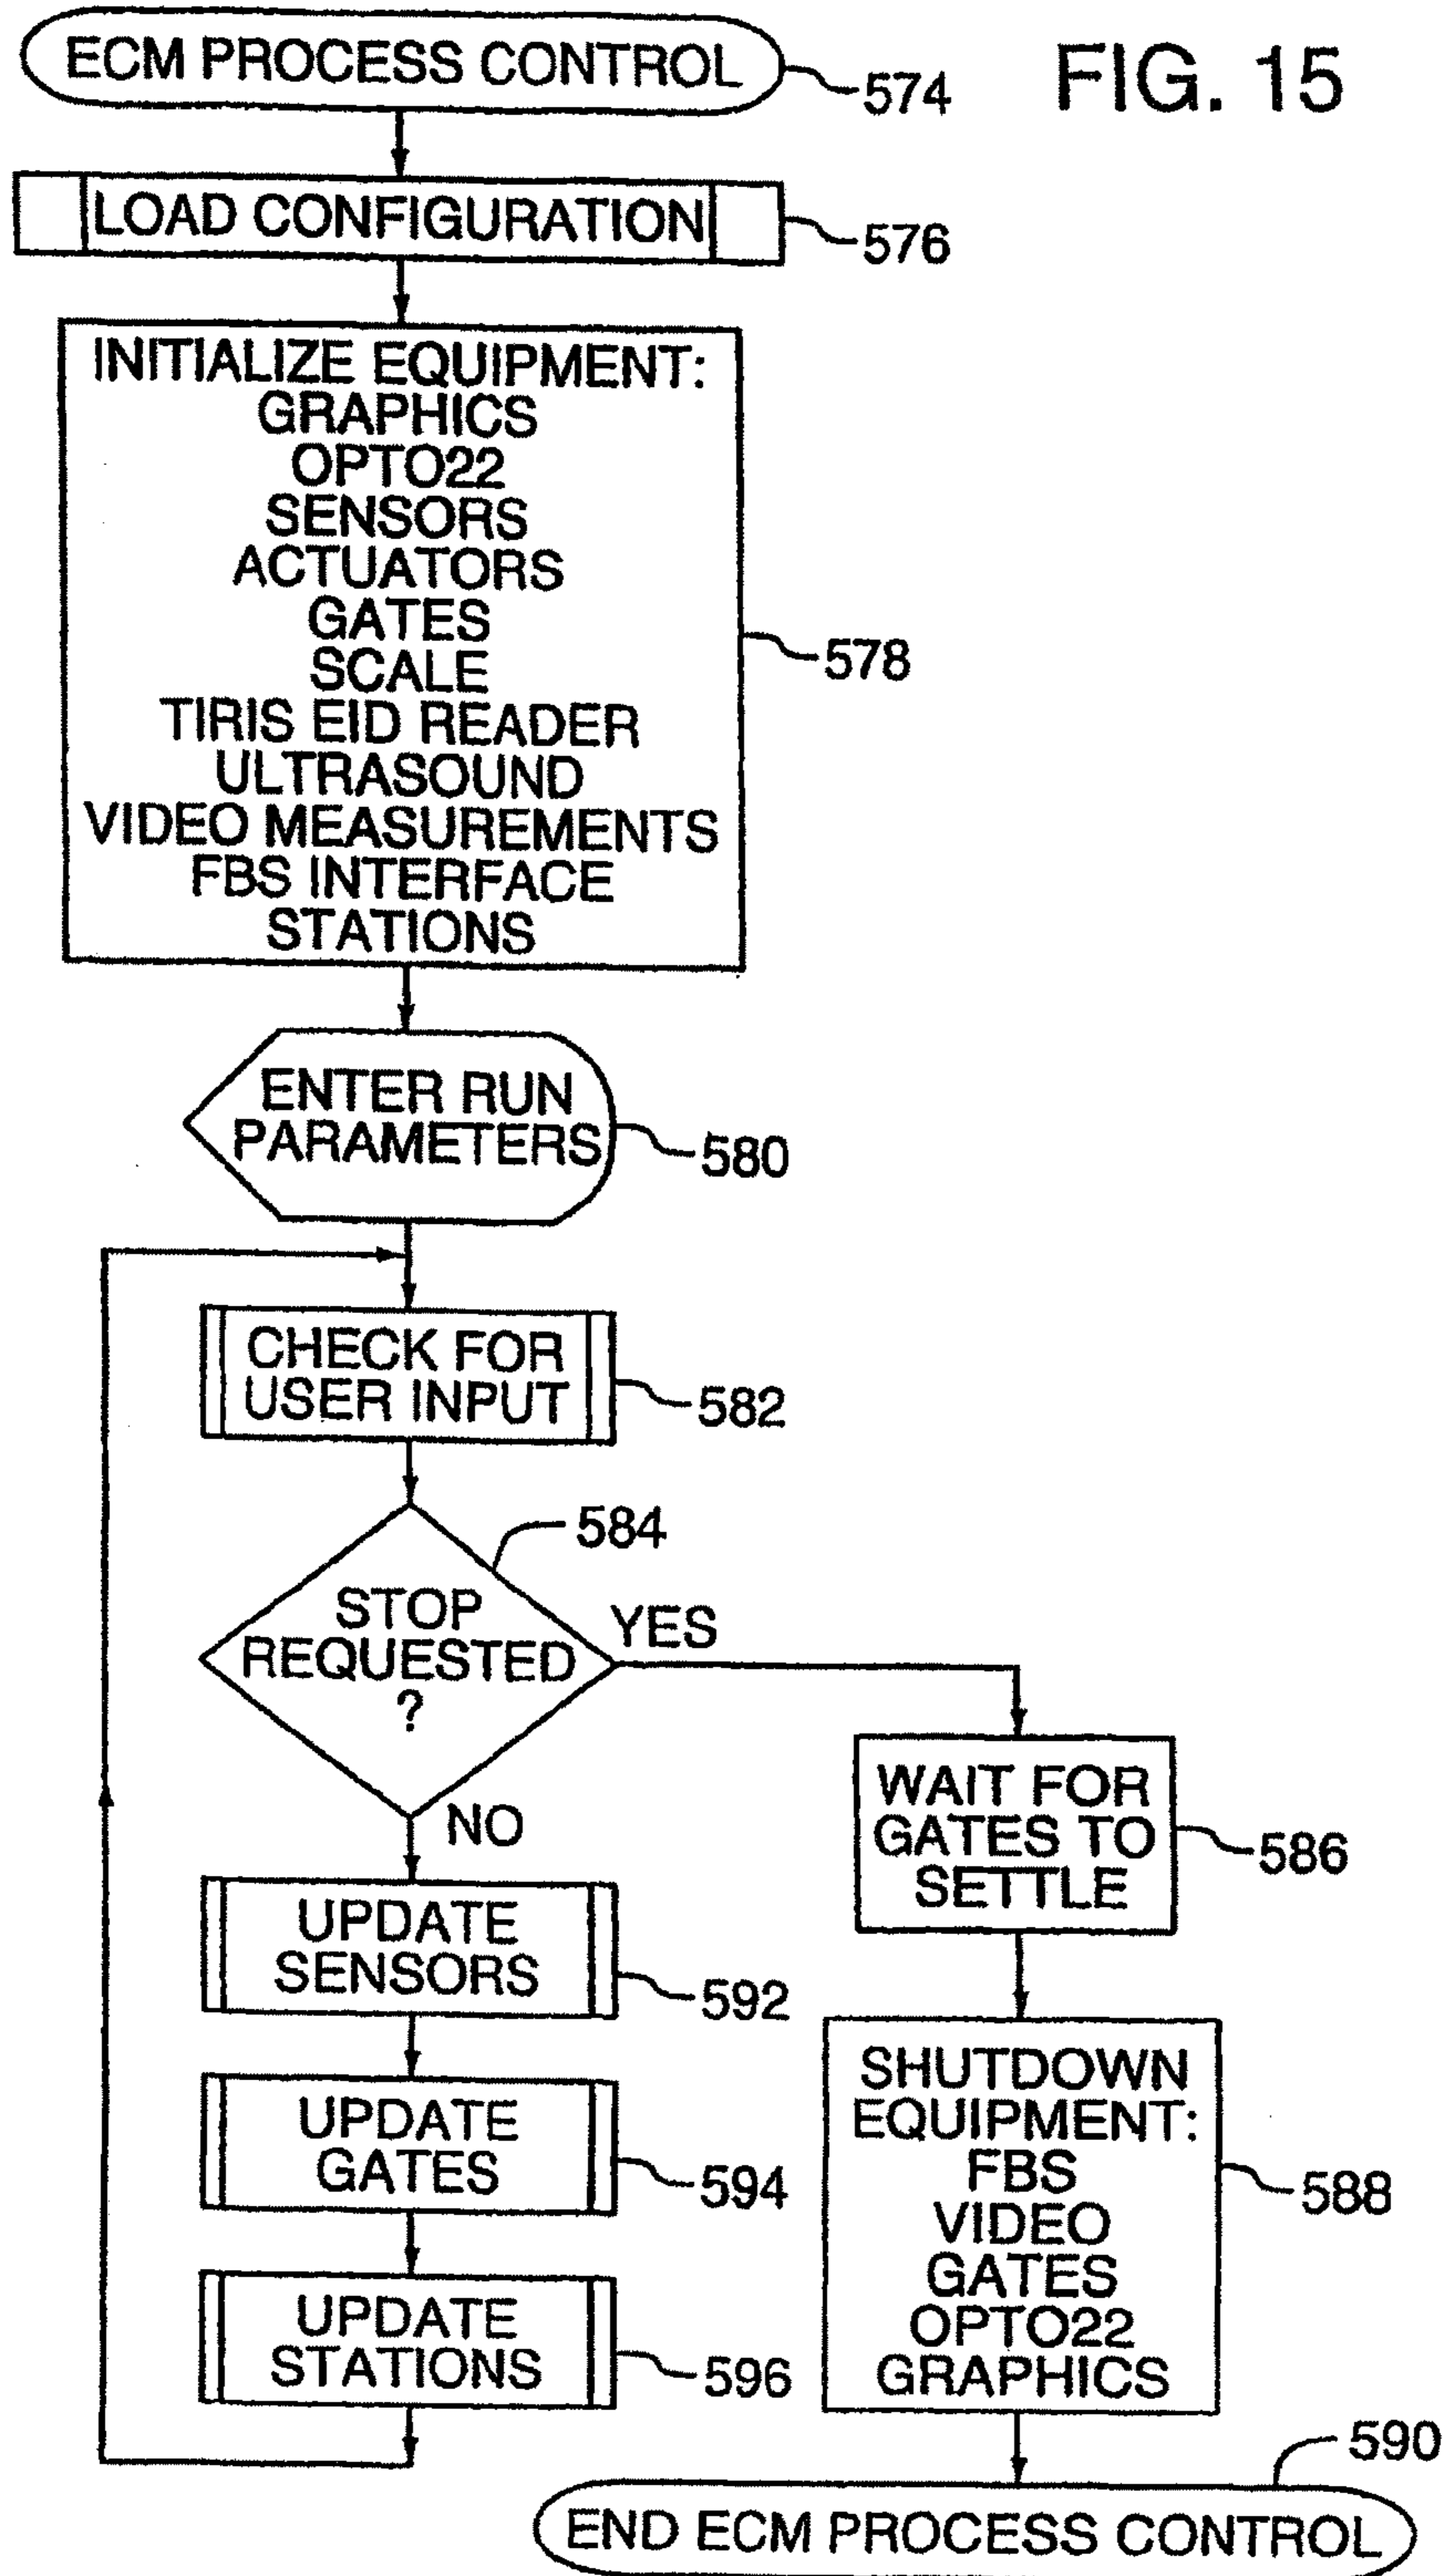 FIG. 15
ECM PROCESS CONTROL
574
LOAD CONFIGURATION
576
INITIALIZE EQUIPMENT:
GRAPHICS
OPTO22
SENSORS
ACTUATORS
GATES
SCALE
TIRIS EID READER
ULTRASOUND
VIDEO MEASUREMENTS
FBS INTERFACE
STATIONS
578
ENTER RUN
PARAMETERS
580
CHECK FOR
USER INPUT
582
584
STOP
REQUESTED
?
YES
NO
WAIT FOR
GATES TO
SETTLE
586
UPDATE
SENSORS
592
UPDATE
GATES
594
UPDATE
STATIONS
596
SHUTDOWN
EQUIPMENT:
FBS
VIDEO
GATES
OPTO22
GRAPHICS
588
590
END ECM PROCESS CONTROL